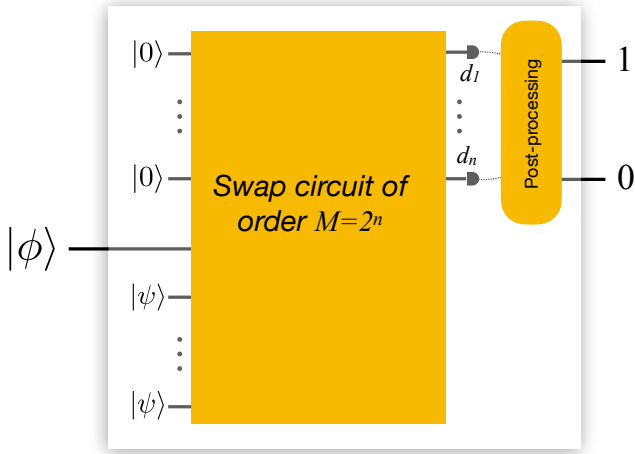 |0⟩
d1
Post-processing
1
|0⟩
dn
0
Swap circuit of
order M=2ⁿ
|ϕ⟩
|ψ⟩
|ψ⟩